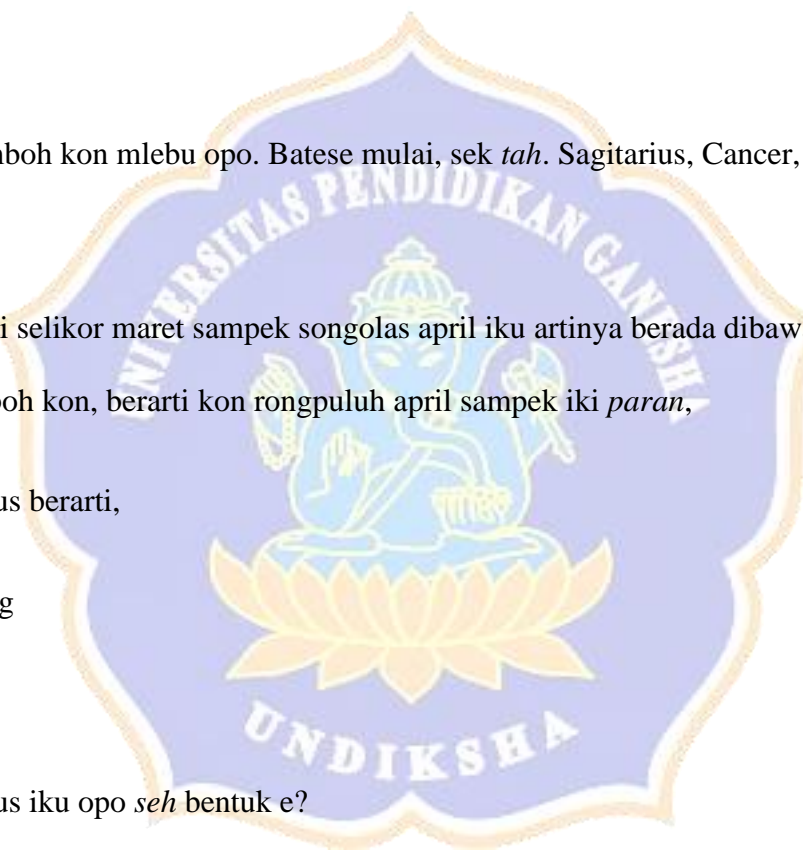 nboh kon mlebu opo. Batese mulai, sek tah. Sagitarius, Cancer,
UNIVERSITAS PENDIDIKAN GANESHA
i selikor maret sampek songolas april iku artinya berada dibaw
boh kon, berarti kon rongpuluh april sampek iki paran,
us berarti,
g
UNDIKSHA
us iku opo seh bentuk e?